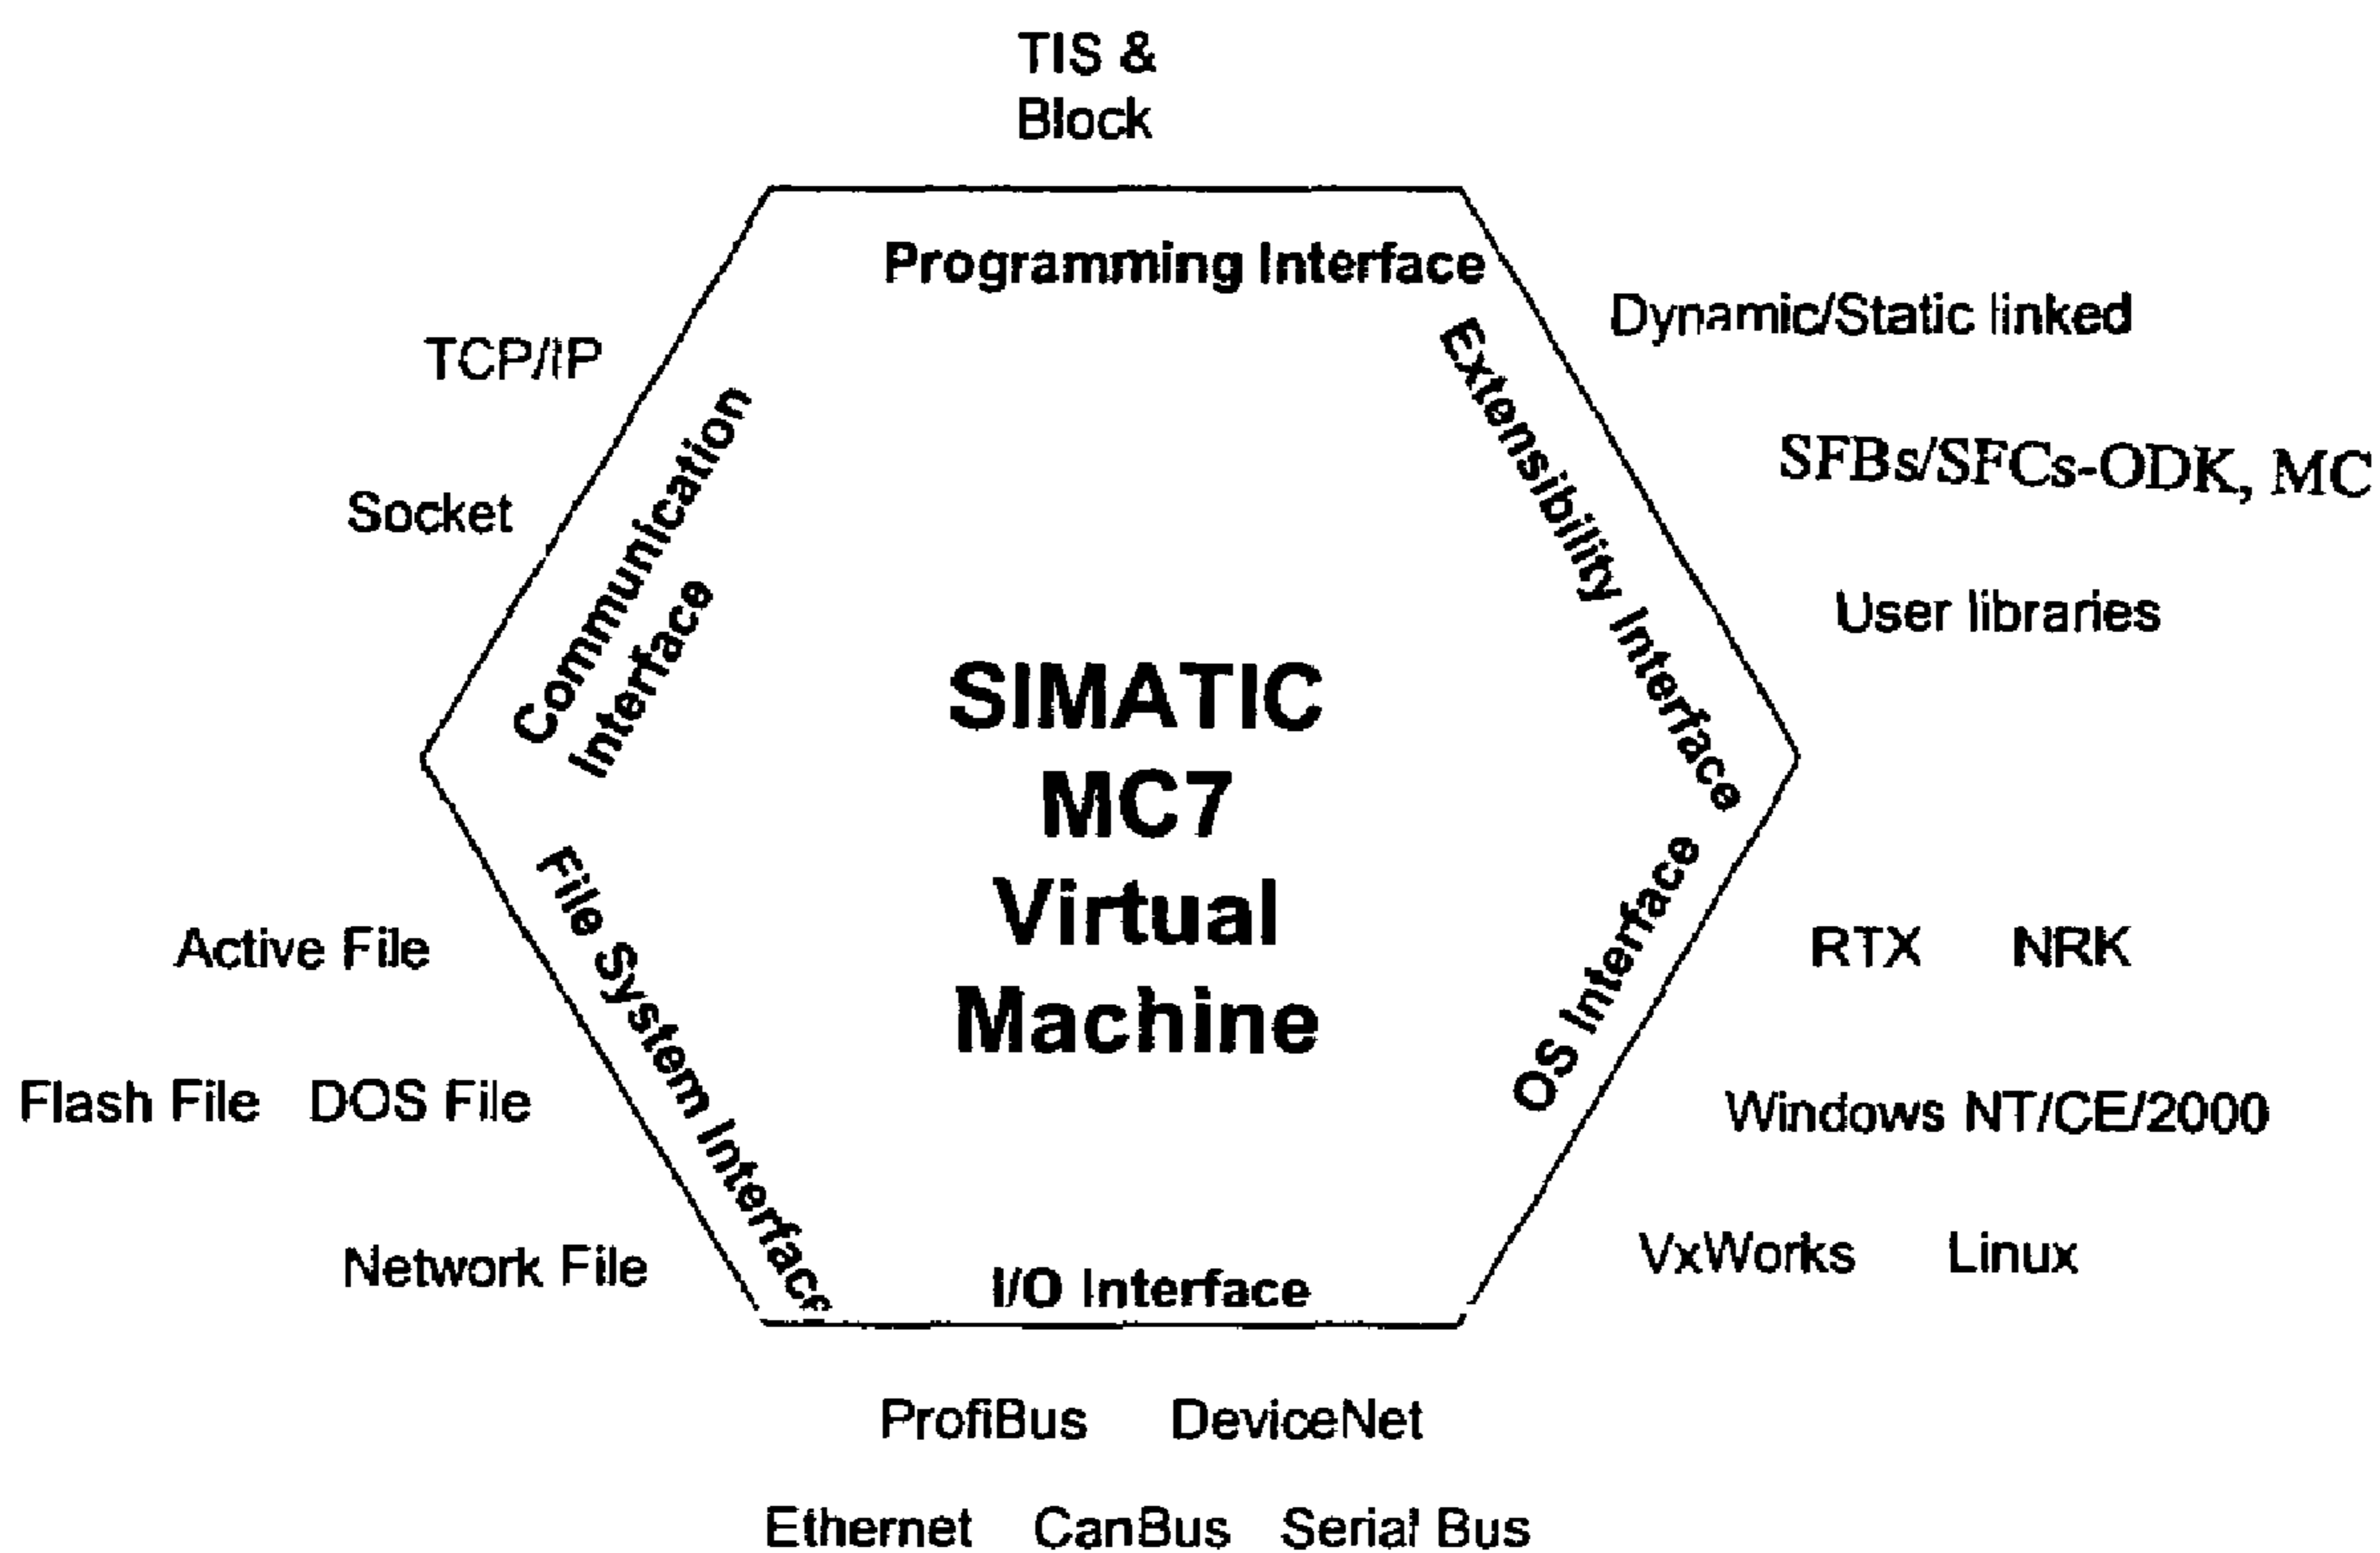 TIS &
Block
Programming Interface
Dynamic/Static linked
TCP/IP
Extensibility Interface
SFBs/SFCs-ODK, MC
Socket
Communication
Interface
User libraries
SIMATIC
MC7
Virtual
Machine
File System Interface
OS Interface
Active File
RTX NRK
Flash File DOS File
Windows NT/CE/2000
Network File
VxWorks Linux
I/O Interface
ProfiBus DeviceNet
Ethernet CanBus Serial Bus